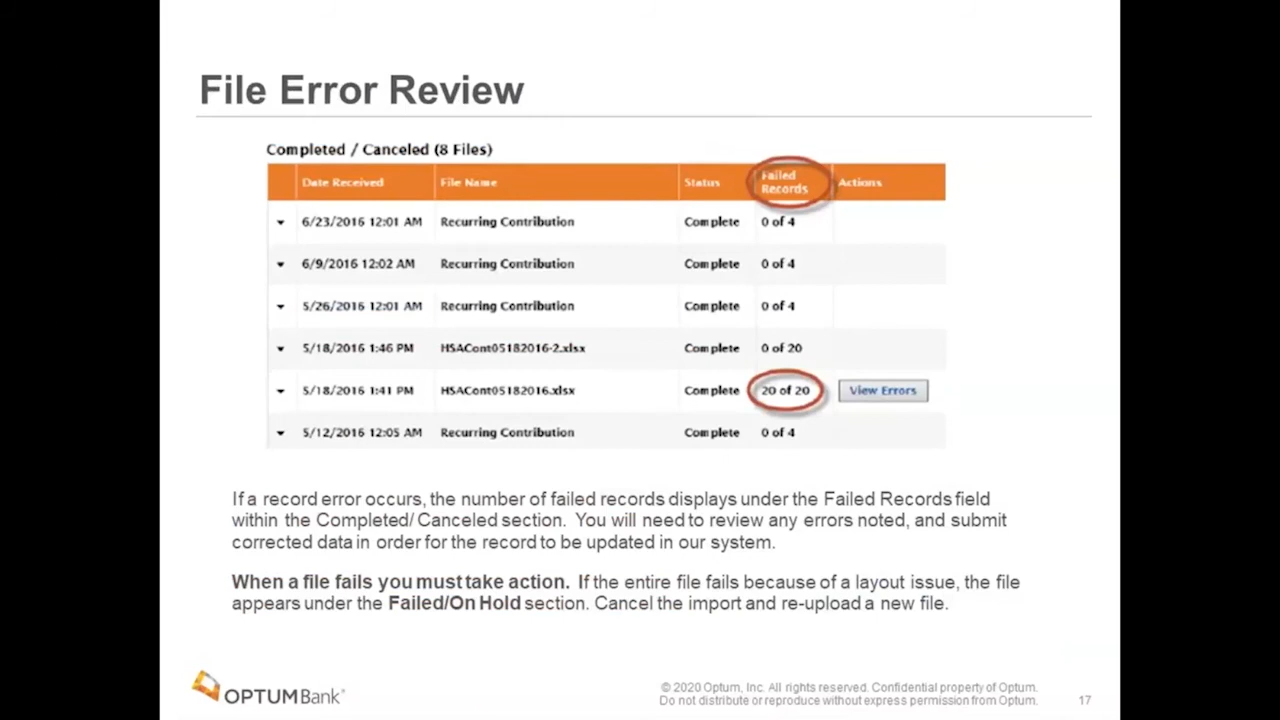 File Error Review
Completed / Canceled (8 Files)
Date Received File Name Status Failed Records Actions
6/23/2016 12:01 AM Recurring Contribution Complete 0 of 4
6/9/2016 12:02 AM Recurring Contribution Complete 0 of 4
5/26/2016 12:01 AM Recurring Contribution Complete 0 of 4
5/18/2016 1:46 PM HSACont05182016-2.xlsx Complete 0 of 20
5/18/2016 1:41 PM HSACont05182016.xlsx Complete 20 of 20 View Errors
5/12/2016 12:05 AM Recurring Contribution Complete 0 of 4
If a record error occurs, the number of failed records displays under the Failed Records field
within the Completed/ Canceled section. You will need to review any errors noted, and submit
corrected data in order for the record to be updated in our system.
When a file fails you must take action. If the entire file fails because of a layout issue, the file
appears under the Failed/On Hold section. Cancel the import and re-upload a new file.
OPTUMBank®
© 2020 Optum, Inc. All rights reserved. Confidential property of Optum.
Do not distribute or reproduce without express permission from Optum.
17